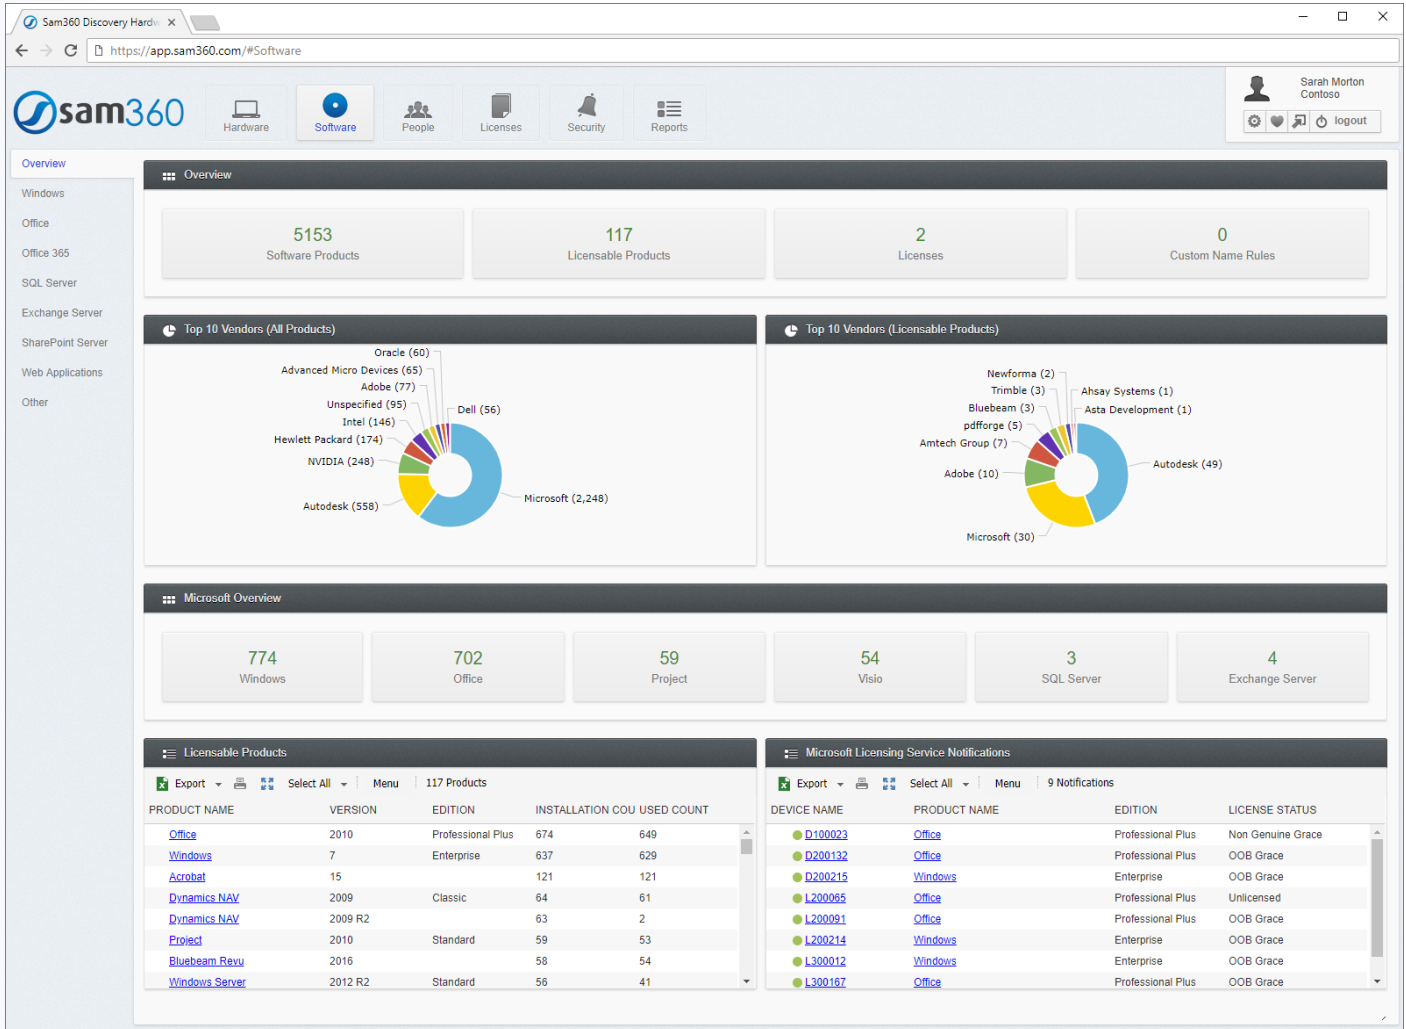 Sam360 Discovery Hardw
https://app.sam360.com/#Software
sam360
Hardware
Software
People
Licenses
Security
Reports
Sarah Morton
Contoso
logout
Overview
Windows
Office
Office 365
SQL Server
Exchange Server
SharePoint Server
Web Applications
Other
Overview
5153
Software Products
117
Licensable Products
2
Licenses
0
Custom Name Rules
Top 10 Vendors (All Products)
Oracle (60)
Advanced Micro Devices (65)
Adobe (77)
Unspecified (95)
Dell (56)
Intel (146)
Hewlett Packard (174)
NVIDIA (248)
Microsoft (2,248)
Autodesk (558)
Top 10 Vendors (Licensable Products)
Newforma (2)
Trimble (3)
Ahsay Systems (1)
Bluebeam (3)
Asta Development (1)
pdfforge (5)
Amtech Group (7)
Autodesk (49)
Adobe (10)
Microsoft (30)
Microsoft Overview
774
Windows
702
Office
59
Project
54
Visio
3
SQL Server
4
Exchange Server
Licensable Products
Export Select All Menu 117 Products
PRODUCT NAME VERSION EDITION INSTALLATION COU USED COUNT
Office 2010 Professional Plus 674 649
Windows 7 Enterprise 637 629
Acrobat 15 121 121
Dynamics NAV 2009 Classic 64 61
Dynamics NAV 2009 R2 63 2
Project 2010 Standard 59 53
Bluebeam Revu 2016 58 54
Windows Server 2012 R2 Standard 56 41
Microsoft Licensing Service Notifications
Export Select All Menu 9 Notifications
DEVICE NAME PRODUCT NAME EDITION LICENSE STATUS
D100023 Office Professional Plus Non Genuine Grace
D200132 Office Professional Plus OOB Grace
D200215 Windows Enterprise OOB Grace
L200065 Office Professional Plus Unlicensed
L200091 Office Professional Plus OOB Grace
L200214 Windows Enterprise OOB Grace
L300012 Windows Enterprise OOB Grace
L300167 Office Professional Plus OOB Grace